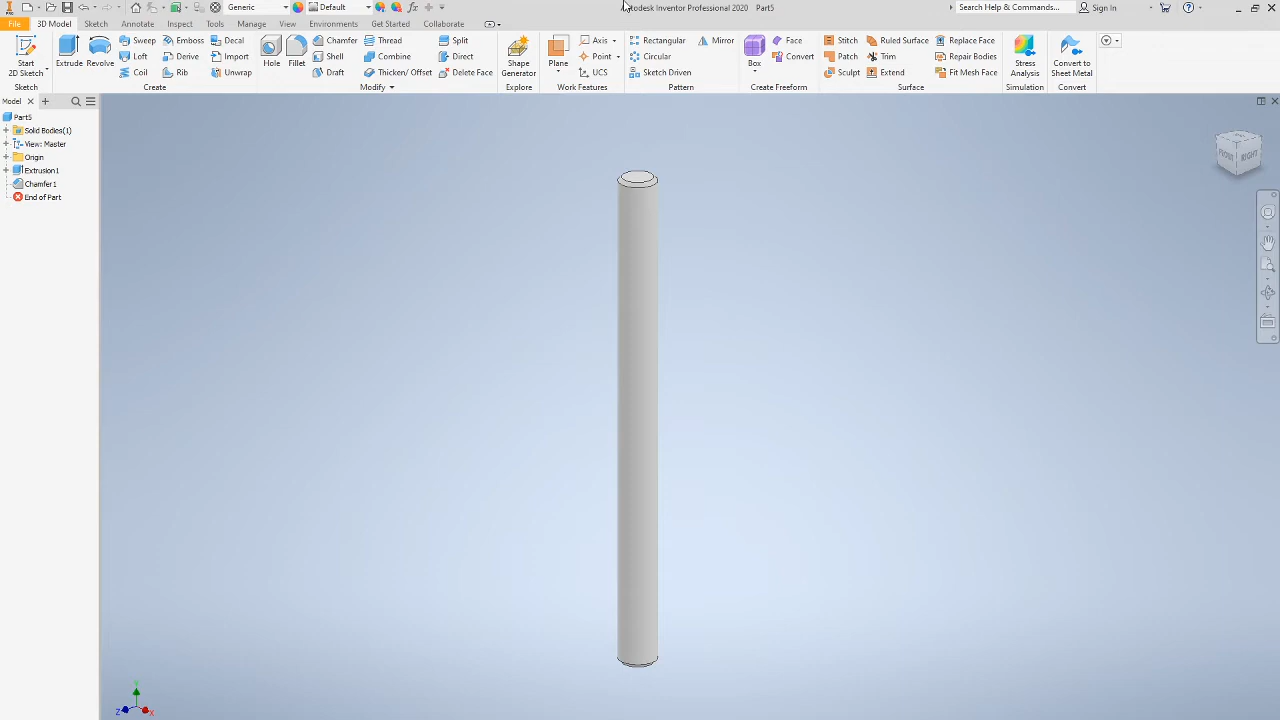 Generic Default Autodesk Inventor Professional 2020 Part5 Search Help & Commands... Sign In
File 3D Model Sketch Annotate Inspect Tools Manage View Environments Get Started Collaborate
Start
2D Sketch
Sketch
Extrude
Revolve
Sweep Emboss Decal
Loft Derive Import
Coil Rib Unwrap
Create
Hole
Fillet
Chamfer Thread Split
Shell Combine Direct
Draft Thicken/ Offset Delete Face
Modify
Shape
Generator
Explore
Plane
Axis
Point
UCS
Work Features
Rectangular Mirror
Circular
Sketch Driven
Pattern
Box
Face
Convert
Create Freeform
Stitch Ruled Surface Replace Face
Patch Trim Repair Bodies
Sculpt Extend Fit Mesh Face
Surface
Stress
Analysis
Simulation
Convert to
Sheet Metal
Convert
Model
Part5
Solid Bodies(1)
View: Master
Origin
Extrusion1
Chamfer1
End of Part
RIGHT
Y
Z
X